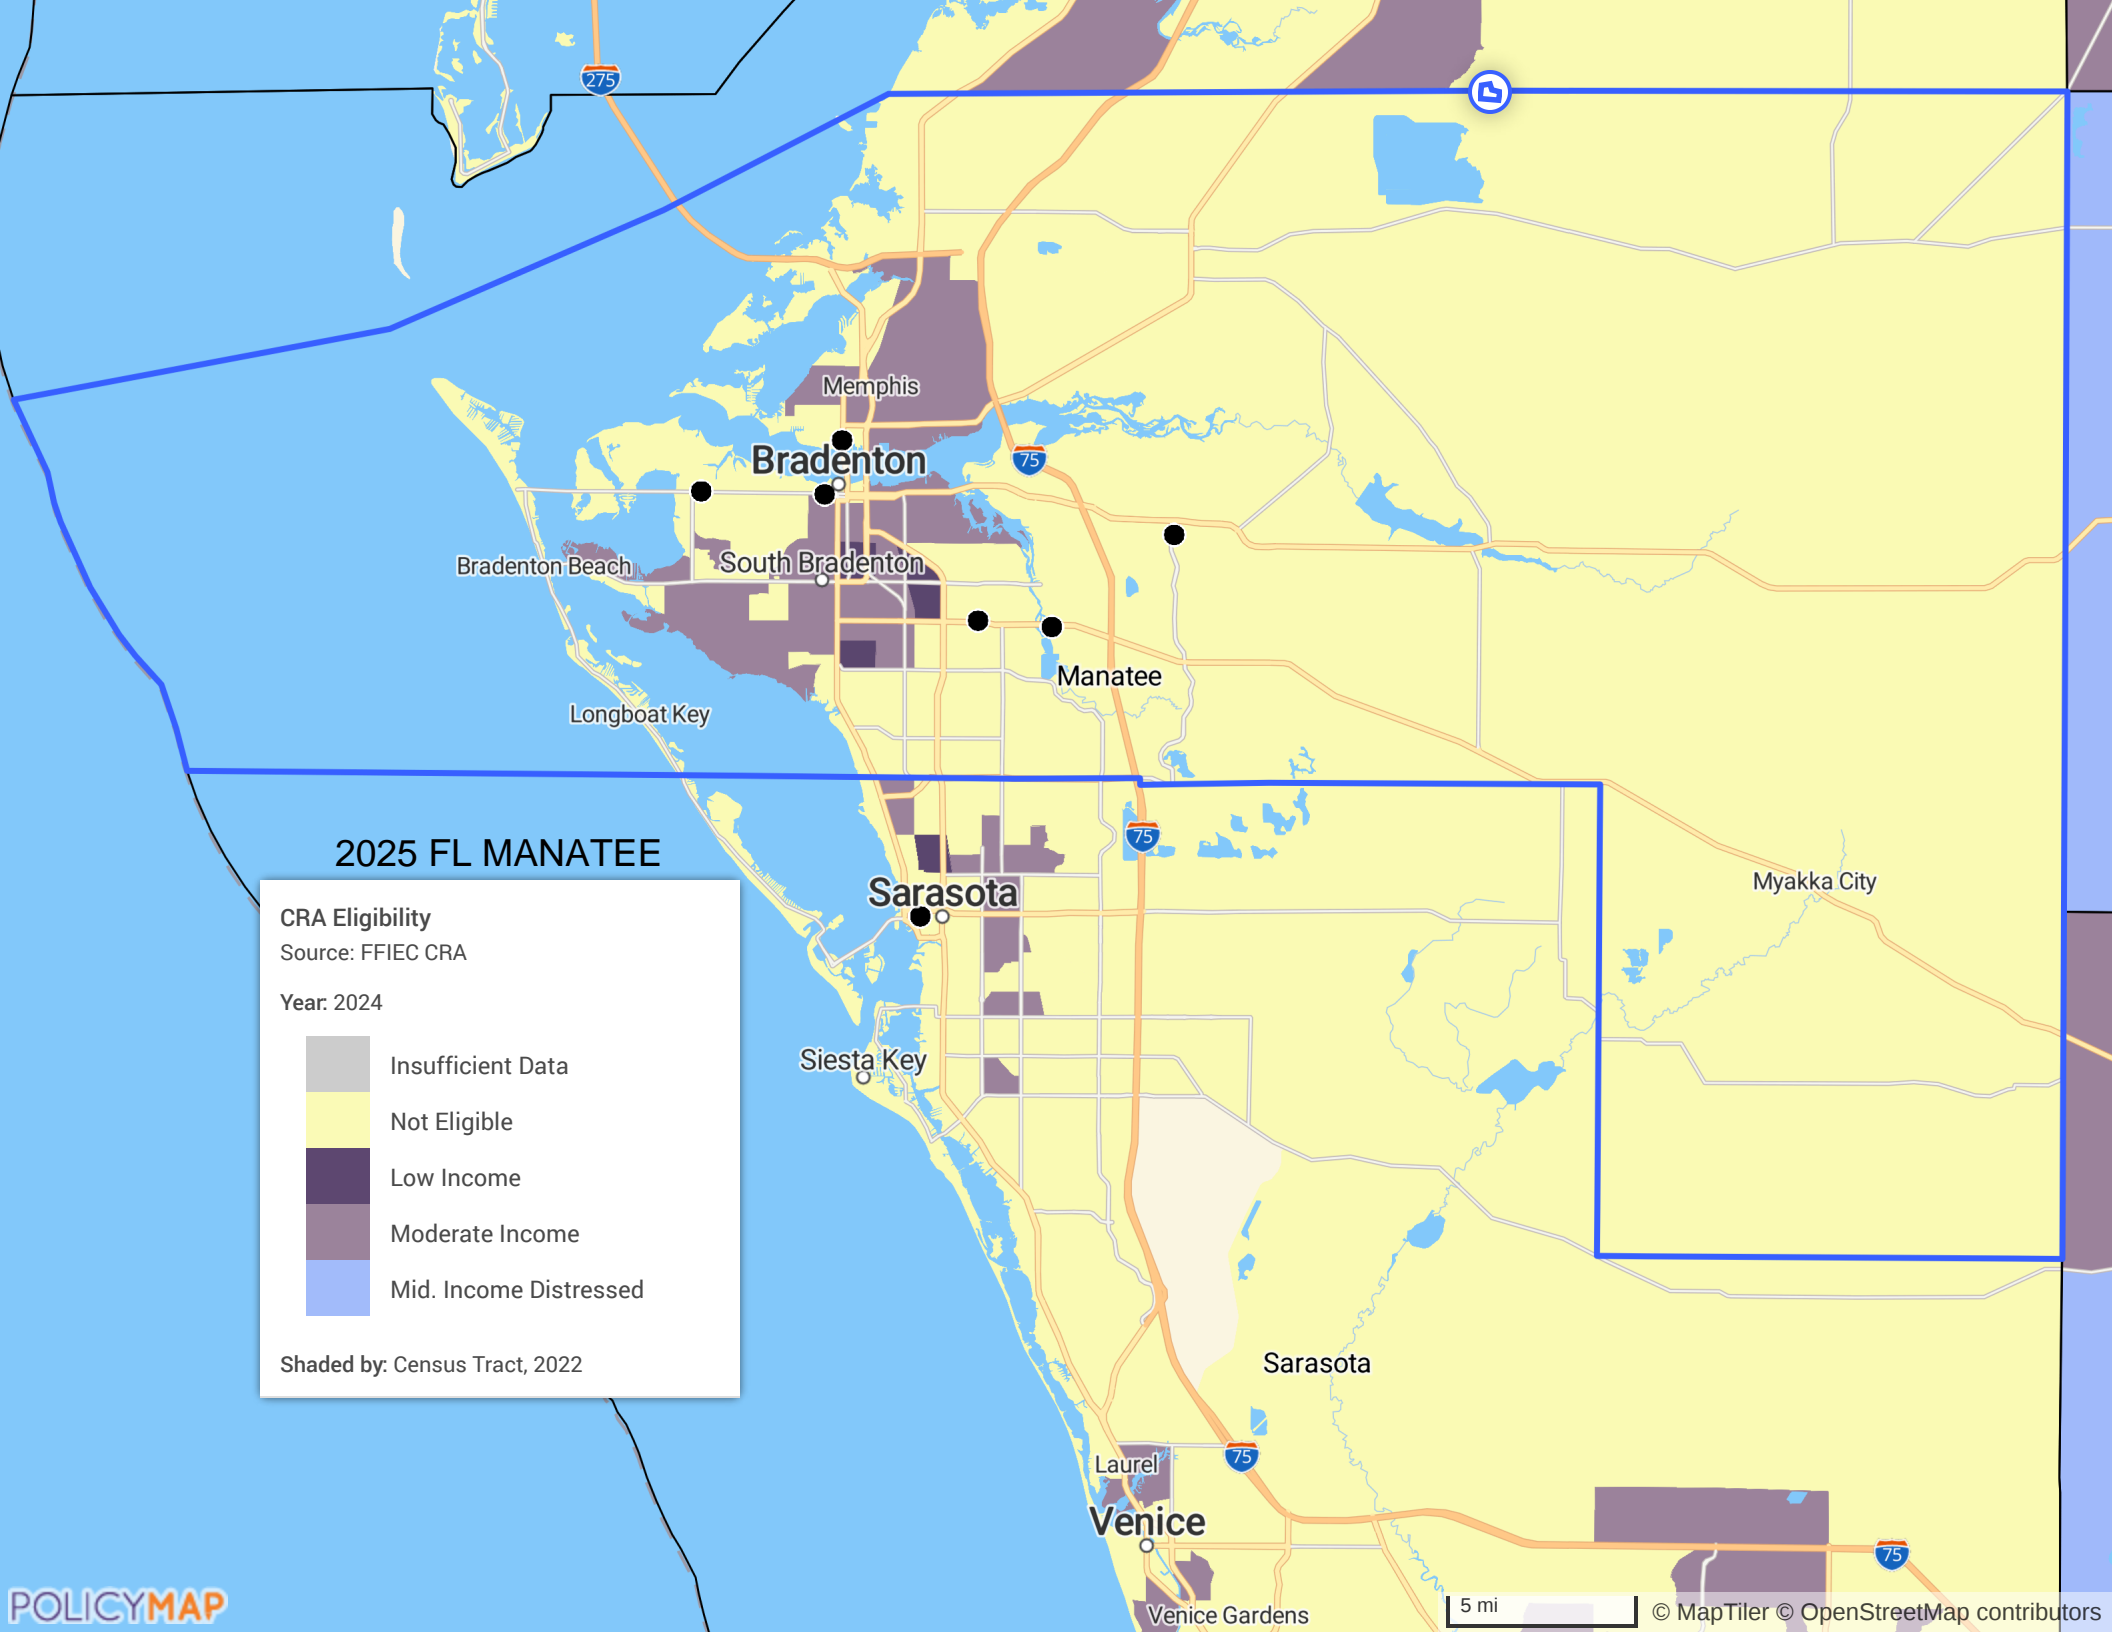 275
Memphis
Bradenton
75
Bradenton Beach
South Bradenton
Manatee
Longboat Key
75
2025 FL MANATEE
Myakka City
Sarasota
CRA Eligibility
Source: FFIEC CRA
Year: 2024
Insufficient Data
Not Eligible
Low Income
Moderate Income
Mid. Income Distressed
Shaded by: Census Tract, 2022
Siesta Key
Sarasota
Laurel
75
Venice
75
Venice Gardens
POLICYMAP
5 mi
© MapTiler © OpenStreetMap contributors